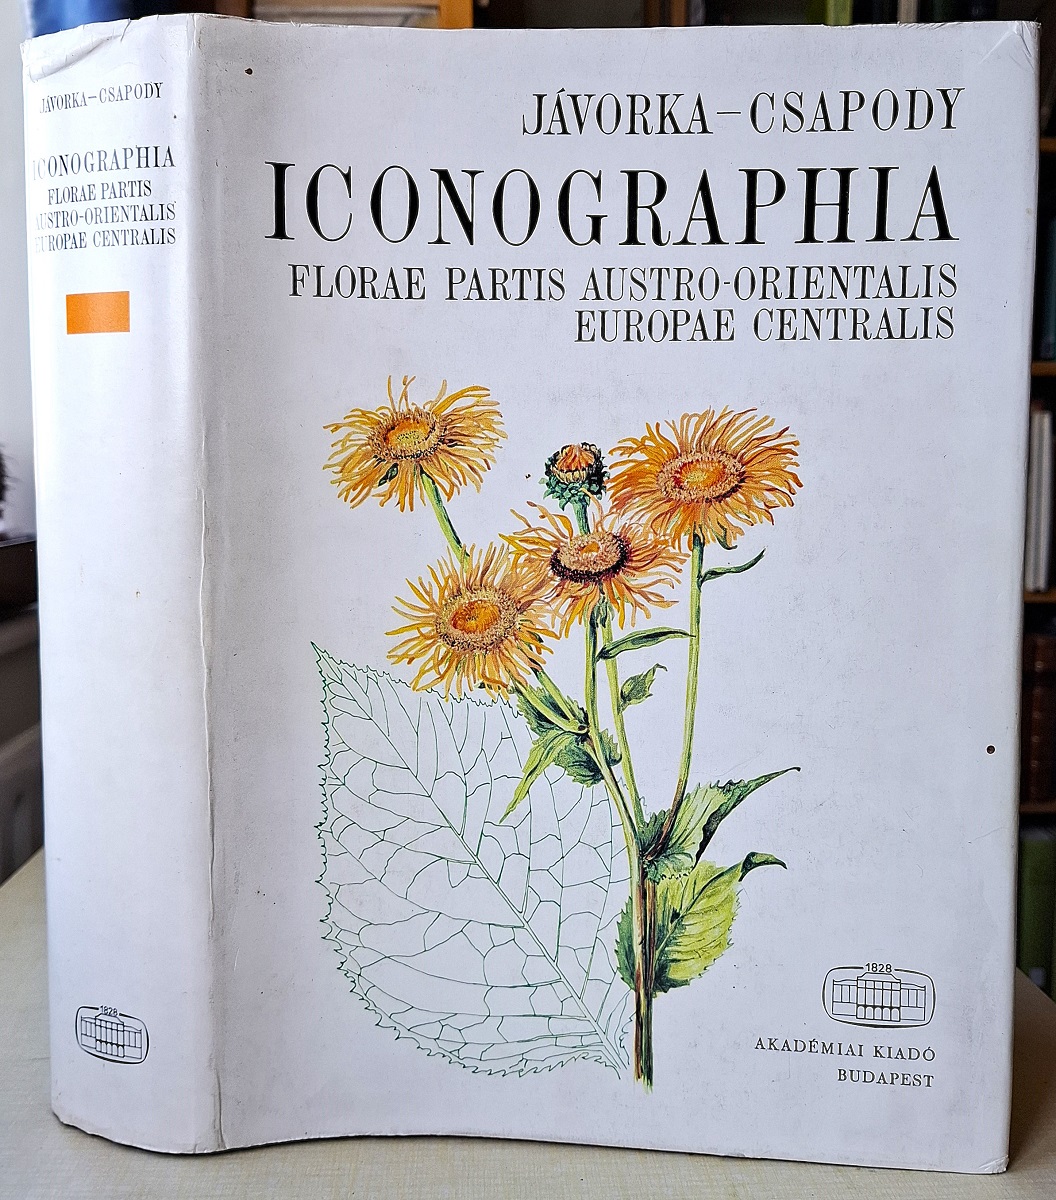 JÁVORKA–CSAPODY
ICONOGRAPHIA
FLORAE PARTIS
AUSTRO-ORIENTALIS
EUROPAE CENTRALIS
1828
JÁVORKA–CSAPODY
ICONOGRAPHIA
FLORAE PARTIS AUSTRO-ORIENTALIS
EUROPAE CENTRALIS
1828
AKADÉMIAI KIADÓ
BUDAPEST